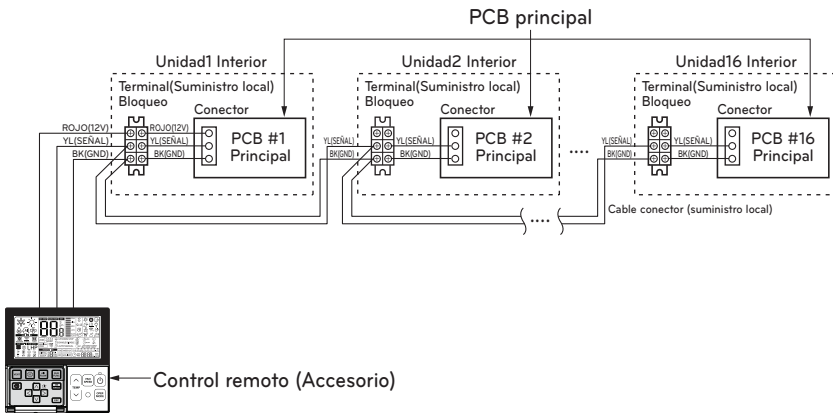 PCB principal
Unidad1 Interior
Unidad2 Interior
Unidad16 Interior
Terminal(Suministro local)
Bloqueo
Conector
ROJO(12V)
YL(SEÑAL)
BK(GND)
ROJO(12V)
YL(SEÑAL)
BK(GND)
PCB #1
Principal
Terminal(Suministro local)
Bloqueo
Conector
YL(SEÑAL)
BK(GND)
YL(SEÑAL)
BK(GND)
PCB #2
Principal
....
Terminal(Suministro local)
Bloqueo
Conector
YL(SEÑAL)
BK(GND)
YL(SEÑAL)
BK(GND)
PCB #16
Principal
....
Cable conector (suministro local)
88
TEMP
Control remoto (Accesorio)